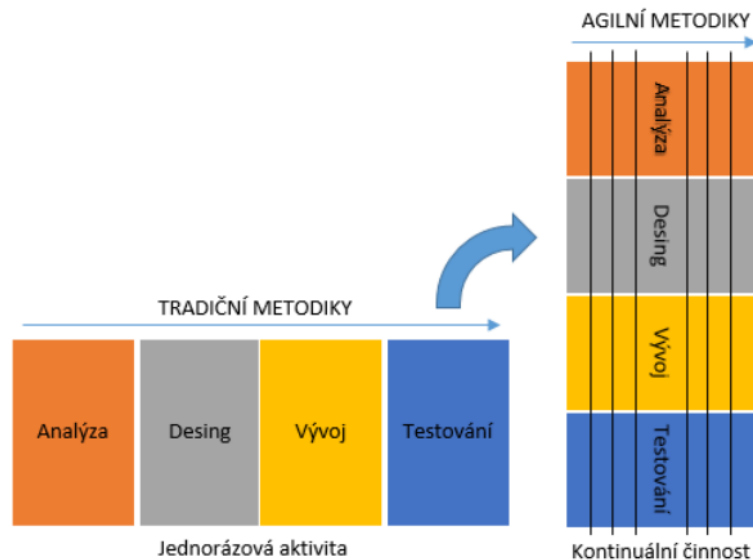 TRADIČNÍ METODIKY
Analýza
Desing
Vývoj
Testování
Jednorázová aktivita
AGILNÍ METODIKY
Analýza
Desing
Vývoj
Testování
Kontinuální činnost